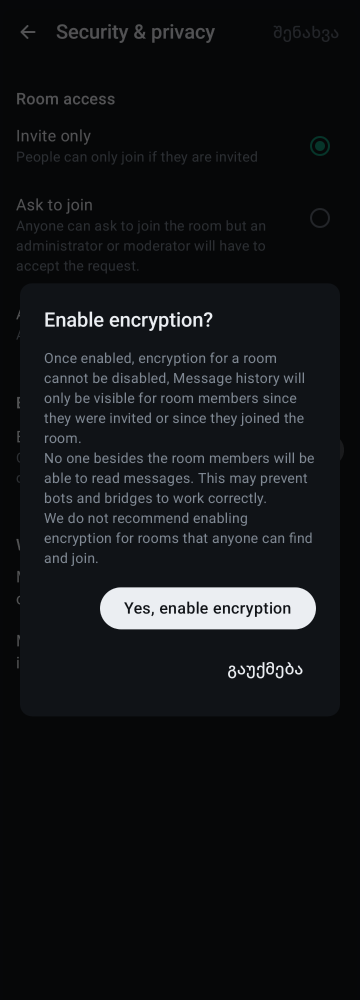 Security & privacy
შენახვა
Room access
Invite only
People can only join if they are invited
Ask to join
Anyone can ask to join the room but an
administrator or moderator will have to
accept the request.
Enable encryption?
Once enabled, encryption for a room
cannot be disabled, Message history will
only be visible for room members since
they were invited or since they joined the
room.
No one besides the room members will be
able to read messages. This may prevent
bots and bridges to work correctly.
We do not recommend enabling
encryption for rooms that anyone can find
and join.
Yes, enable encryption
გაუქმება